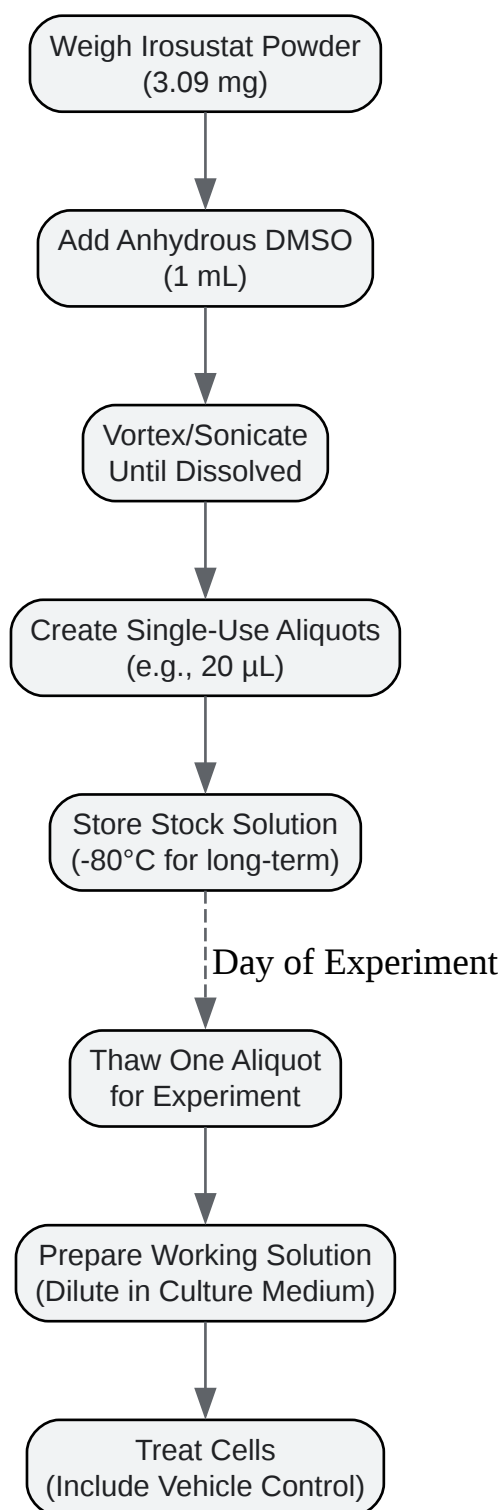 Weigh Irosustat Powder
(3.09 mg)
Add Anhydrous DMSO
(1 mL)
Vortex/Sonicate
Until Dissolved
Create Single-Use Aliquots
(e.g., 20 µL)
Store Stock Solution
(-80°C for long-term)
Day of Experiment
Thaw One Aliquot
for Experiment
Prepare Working Solution
(Dilute in Culture Medium)
Treat Cells
(Include Vehicle Control)